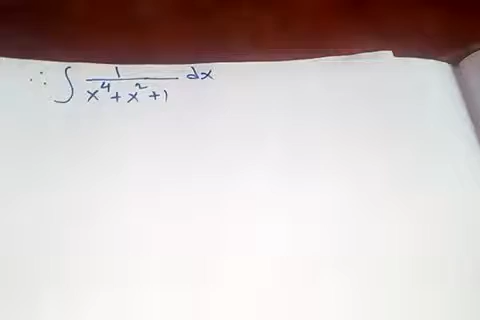 ∴ ∫ 1/(x⁴+x²+1) dx